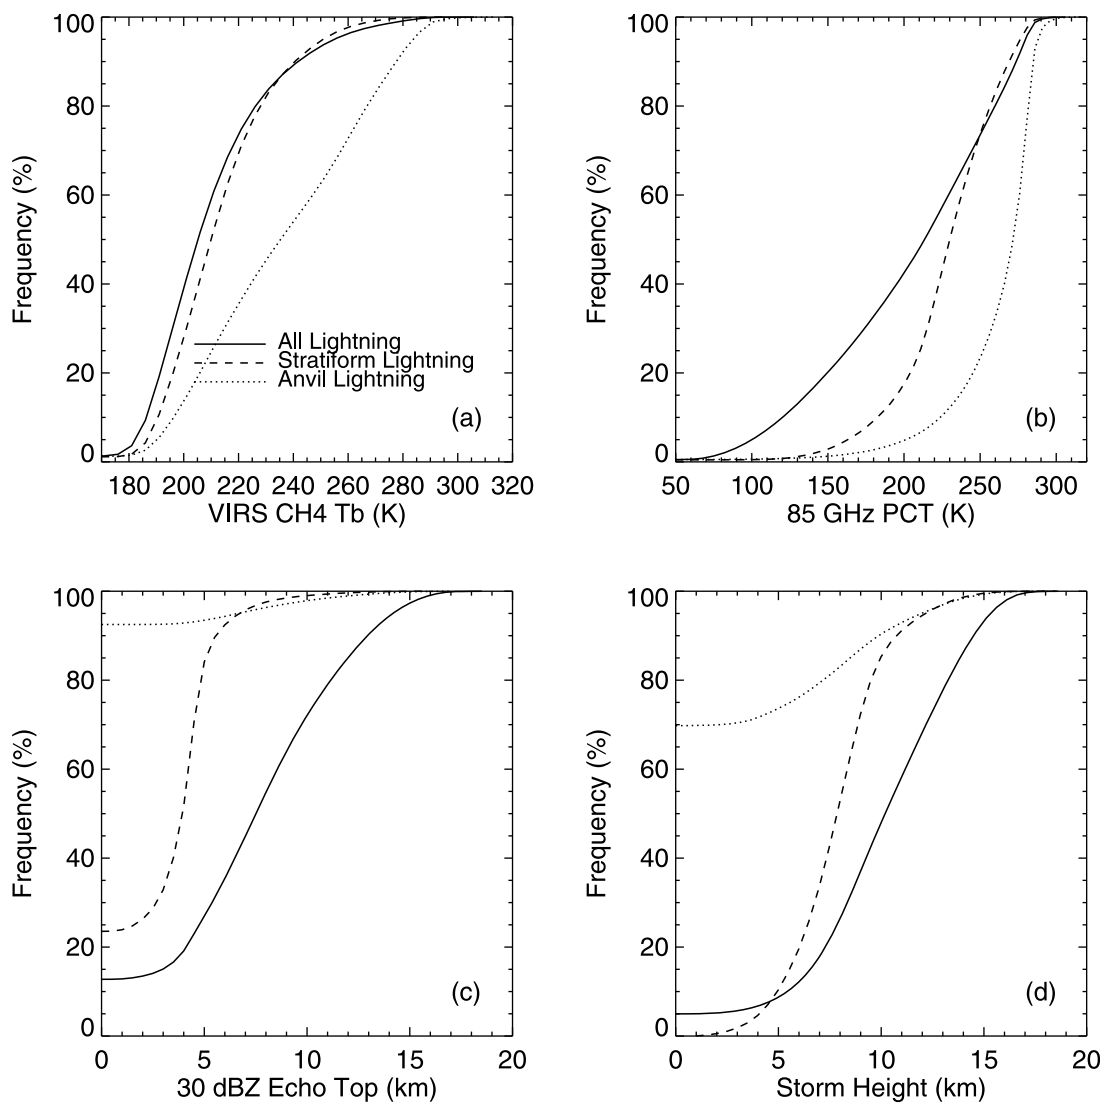 100
80
60
40
20
0
Frequency (%)
All Lightning
Stratiform Lightning
Anvil Lightning
(a)
180 200 220 240 260 280 300 320
VIRS CH4 Tb (K)
100
80
60
40
20
0
Frequency (%)
(b)
50 100 150 200 250 300
85 GHz PCT (K)
100
80
60
40
20
0
Frequency (%)
(c)
0 5 10 15 20
30 dBZ Echo Top (km)
100
80
60
40
20
0
Frequency (%)
(d)
0 5 10 15 20
Storm Height (km)